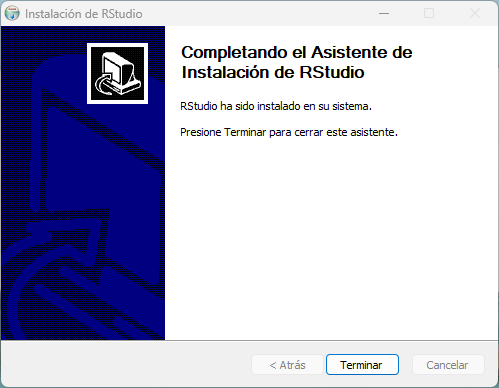 Instalación de RStudio
Completando el Asistente de
Instalación de RStudio
RStudio ha sido instalado en su sistema.
Presione Terminar para cerrar este asistente.
< Atrás
Terminar
Cancelar